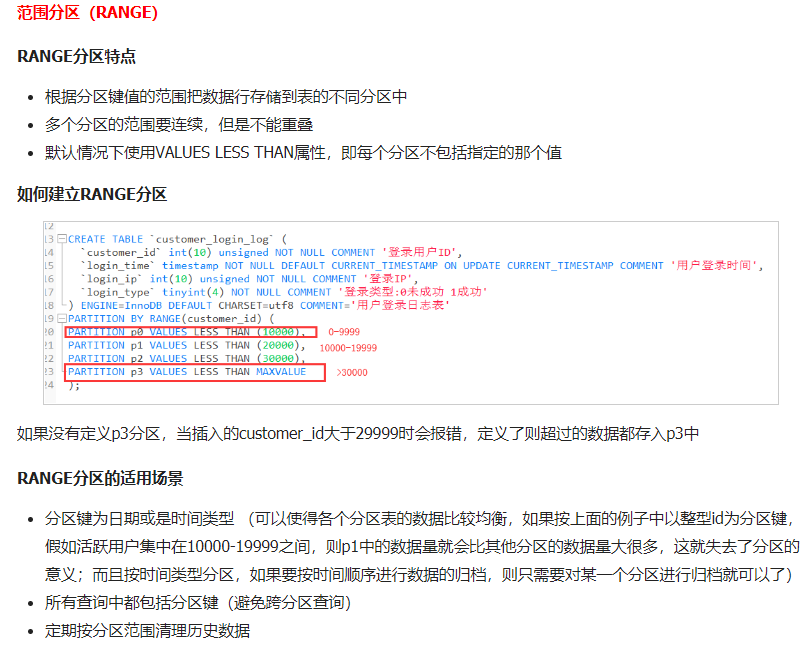 范围分区（RANGE)
RANGE分区特点
根据分区键值的范围把数据行存储到表的不同分区中
多个分区的范围要连续，但是不能重叠
默认情况下使用VALUES LESS THAN属性，即每个分区不包括指定的那个值
如何建立RANGE分区
12
13 CREATE TABLE `customer_login_log` (
14 `customer_id` int(10) unsigned NOT NULL COMMENT '登录用户ID',
15 `login_time` timestamp NOT NULL DEFAULT CURRENT_TIMESTAMP ON UPDATE CURRENT_TIMESTAMP COMMENT '用户登录时间',
16 `login_ip` int(10) unsigned NOT NULL COMMENT '登录IP',
17 `login_type` tinyint(4) NOT NULL COMMENT '登录类型:0未成功 1成功'
18 ) ENGINE=InnoDB DEFAULT CHARSET=utf8 COMMENT='用户登录日志表'
19 PARTITION BY RANGE(customer_id) (
20 PARTITION p0 VALUES LESS THAN (10000), 0-9999
21 PARTITION p1 VALUES LESS THAN (20000), 10000-19999
22 PARTITION p2 VALUES LESS THAN (30000),
23 PARTITION p3 VALUES LESS THAN MAXVALUE >30000
24 );
如果没有定义p3分区，当插入的customer_id大于29999时会报错，定义了则超过的数据都存入p3中
RANGE分区的适用场景
分区键为日期或是时间类型 （可以使得各个分区表的数据比较均衡，如果按上面的例子中以整型id为分区键，
假如活跃用户集中在10000-19999之间，则p1中的数据量就会比其他分区的数据量大很多，这就失去了分区的
意义；而且按时间类型分区，如果要按时间顺序进行数据的归档，则只需要对某一个分区进行归档就可以了）
所有查询中都包括分区键（避免跨分区查询）
定期按分区范围清理历史数据